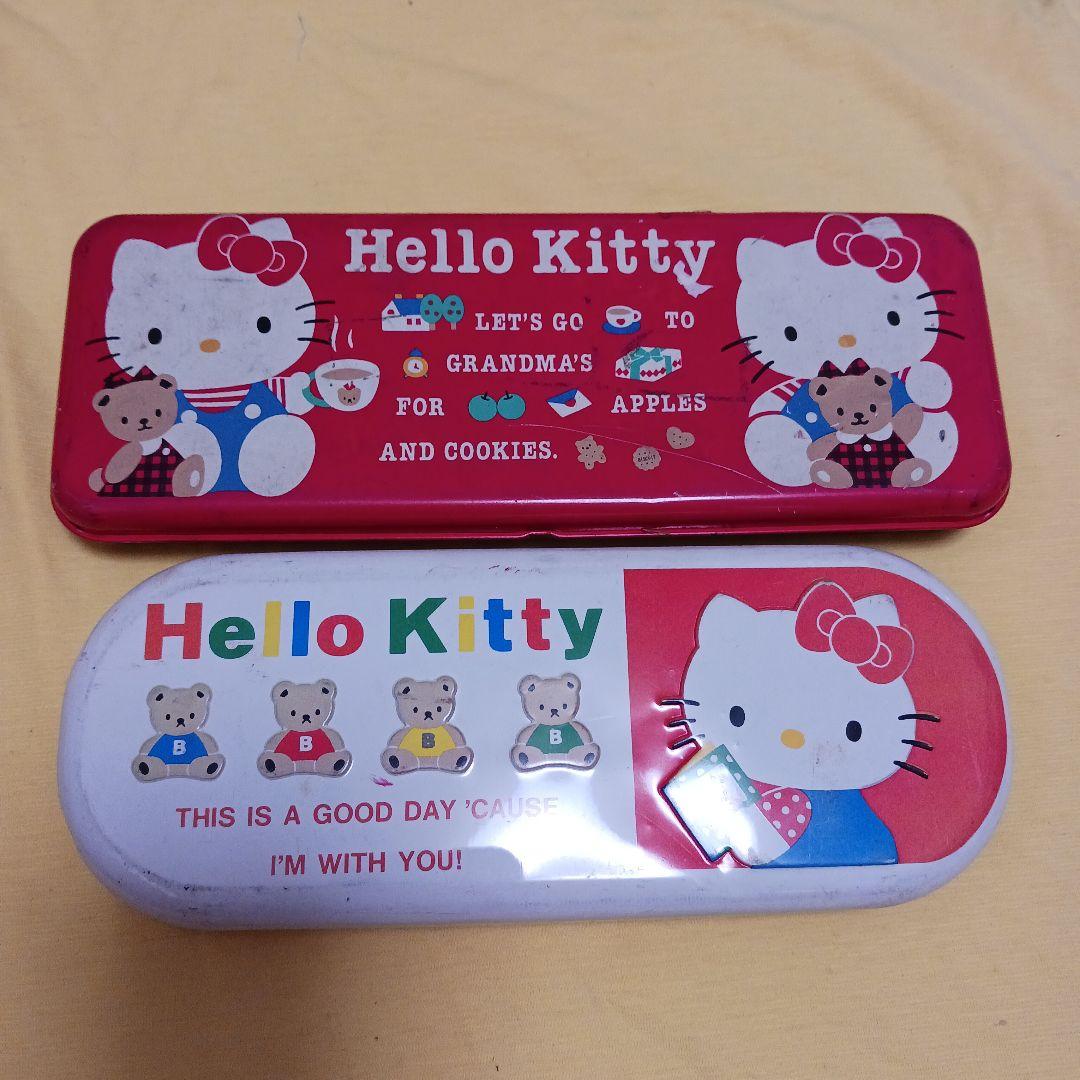 Hello Kitty
LET'S GO TO
GRANDMA'S
FOR APPLES
AND COOKIES.
Hello Kitty
B B B B
THIS IS A GOOD DAY 'CAUSE
I'M WITH YOU!